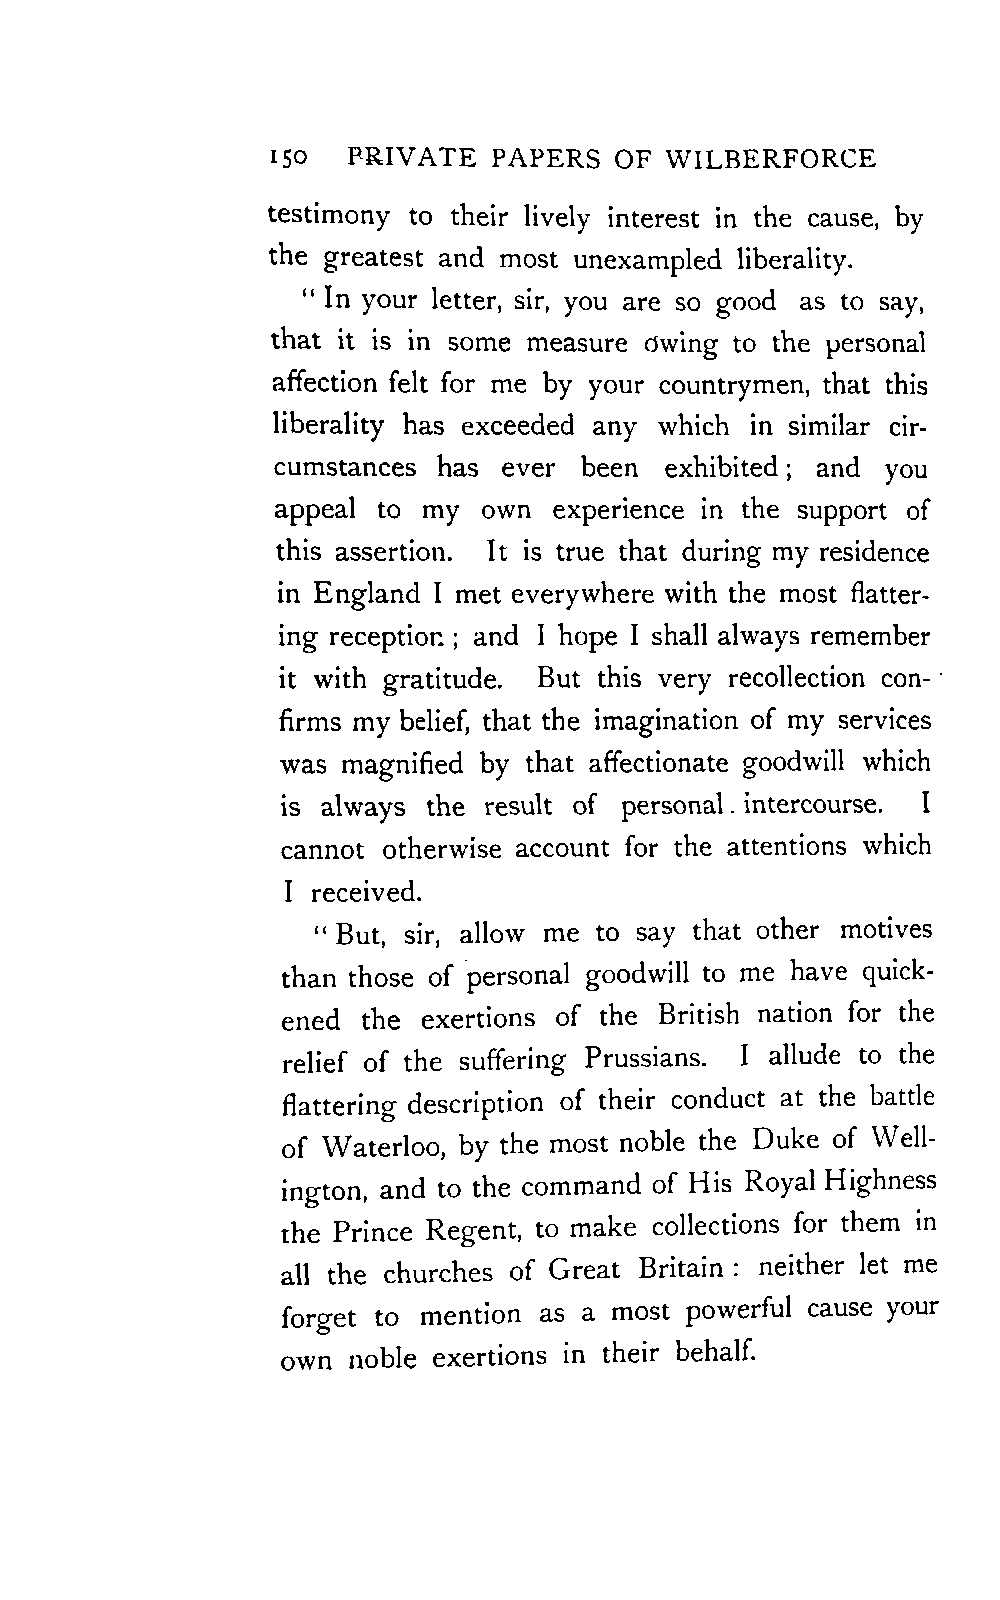 150 PRIVATE PAPERS OF WILBERFORCE
testimony to their lively interest in the cause, by
the greatest and most unexampled liberality.
“ In your letter, sir, you are so good as to say,
that it is in some measure owing to the personal
affection felt for me by your countrymen, that this
liberality has exceeded any which in similar cir-
cumstances has ever been exhibited ; and you
appeal to my own experience in the support of
this assertion. It is true that during my residence
in England I met everywhere with the most flatter-
ing reception ; and I hope I shall always remember
it with gratitude. But this very recollection con-
firms my belief, that the imagination of my services
was magnified by that affectionate goodwill which
is always the result of personal intercourse. I
cannot otherwise account for the attentions which
I received.
“ But, sir, allow me to say that other motives
than those of personal goodwill to me have quick-
ened the exertions of the British nation for the
relief of the suffering Prussians. I allude to the
flattering description of their conduct at the battle
of Waterloo, by the most noble the Duke of Well-
ington, and to the command of His Royal Highness
the Prince Regent, to make collections for them in
all the churches of Great Britain : neither let me
forget to mention as a most powerful cause your
own noble exertions in their behalf.